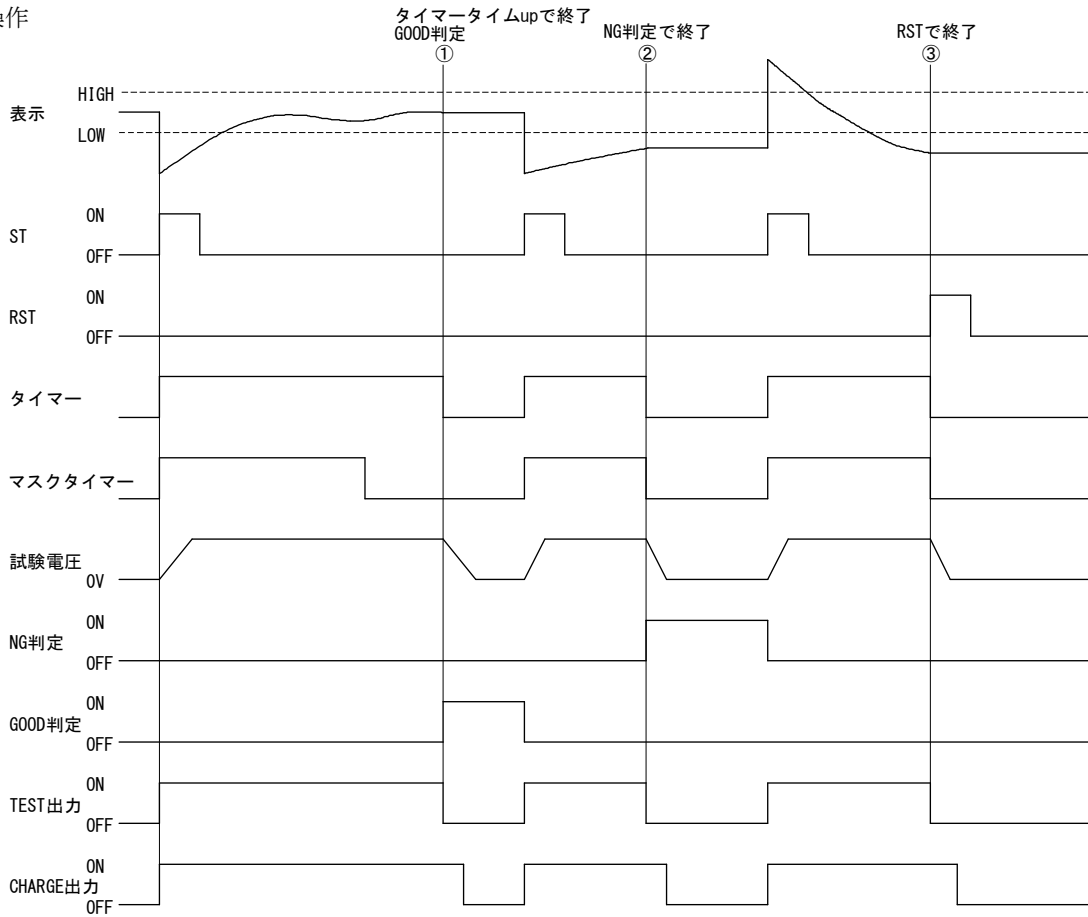 作
タイマータイムupで終了
GOOD判定
NG判定で終了
RSTで終了
①
②
③
表示
HIGH
LOW
ST
ON
OFF
RST
ON
OFF
タイマー
マスクタイマー
試験電圧
0V
NG判定
ON
OFF
GOOD判定
ON
OFF
TEST出力
ON
OFF
CHARGE出力
ON
OFF